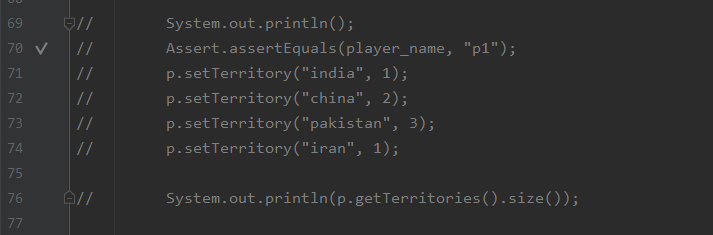 69 // System.out.println();
70 // Assert.assertEquals(player_name, "p1");
71 // p.setTerritory("india", 1);
72 // p.setTerritory("china", 2);
73 // p.setTerritory("pakistan", 3);
74 // p.setTerritory("iran", 1);
75
76 // System.out.println(p.getTerritories().size());
77